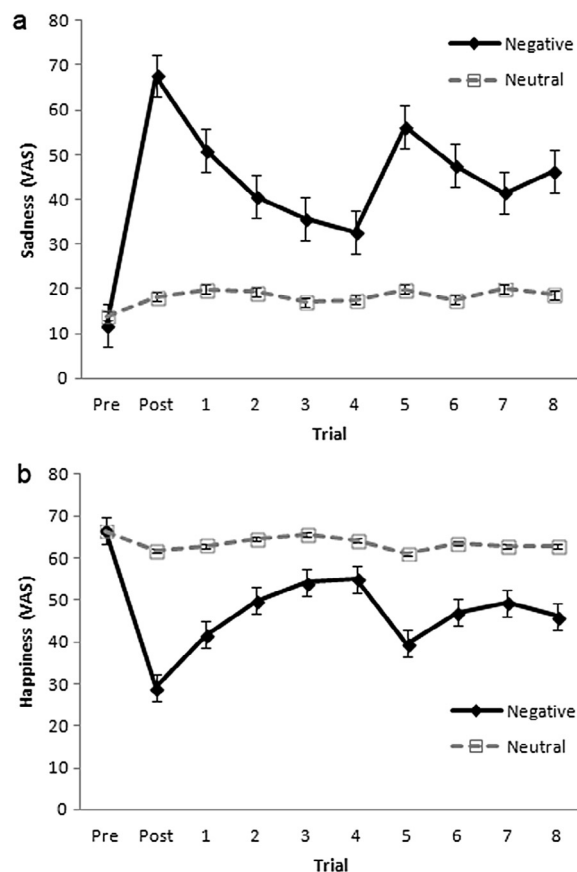 a
80
70
60
50
40
30
20
10
0
Sadness (VAS)
Negative
Neutral
Pre Post 1 2 3 4 5 6 7 8
Trial
b
80
70
60
50
40
30
20
10
0
Happiness (VAS)
Negative
Neutral
Pre Post 1 2 3 4 5 6 7 8
Trial